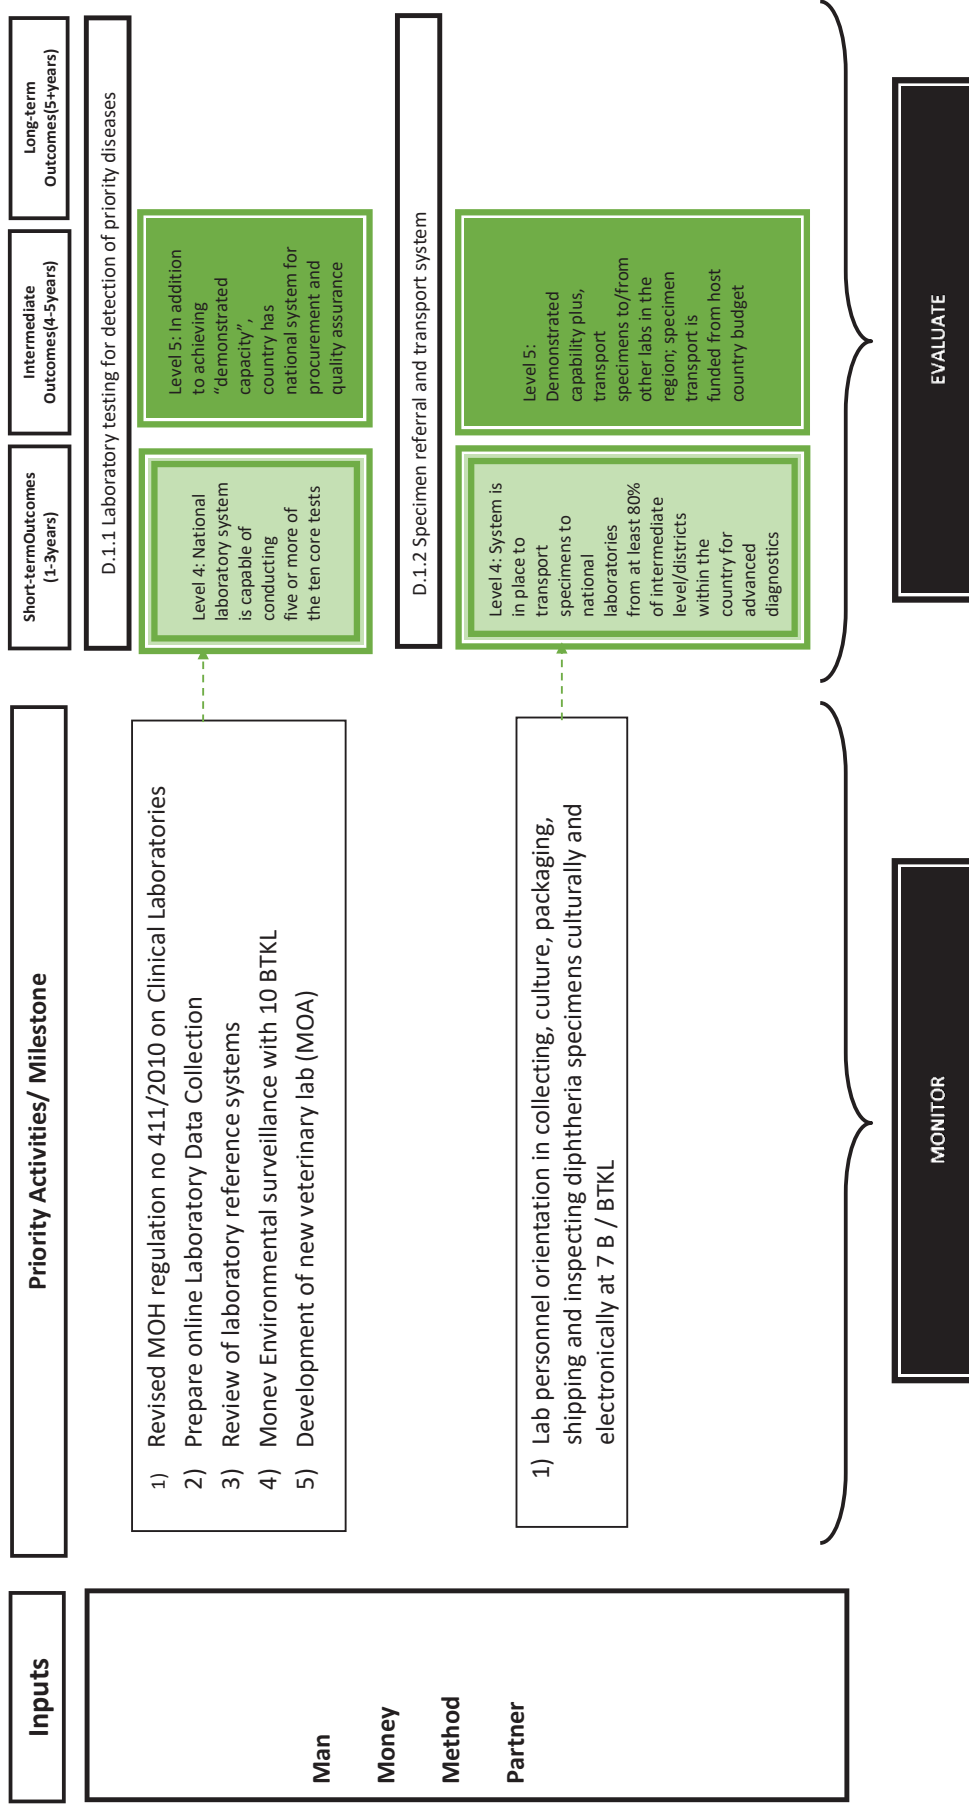 Inputs
Priority Activities/ Milestone
Short-termOutcomes
(1-3years)
Intermediate
Outcomes(4-5years)
Long-term
Outcomes(5+years)
Man
Money
Method
Partner
1) Revised MOH regulation no 411/2010 on Clinical Laboratories
2) Prepare online Laboratory Data Collection
3) Review of laboratory reference systems
4) Monev Environmental surveillance with 10 BTKL
5) Development of new veterinary lab (MOA)
D.1.1 Laboratory testing for detection of priority diseases
Level 4: National
laboratory system
is capable of
conducting
five or more of
the ten core tests
Level 5: In addition
to achieving
“demonstrated
capacity”,
country has
national system for
procurement and
quality assurance
1) Lab personnel orientation in collecting, culture, packaging,
shipping and inspecting diphtheria specimens culturally and
electronically at 7 B / BTKL
D.1.2 Specimen referral and transport system
Level 4: System is
in place to
transport
specimens to
national
laboratories
from at least 80%
of intermediate
level/districts
within the
country for
advanced
diagnostics
Level 5:
Demonstrated
capability plus,
transport
specimens to/from
other labs in the
region; specimen
transport is
funded from host
country budget
MONITOR
EVALUATE